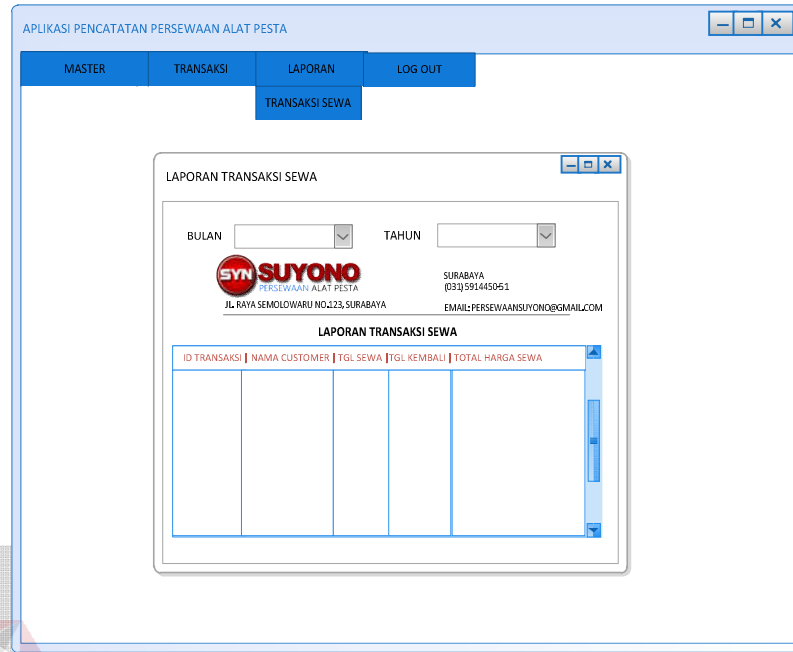 APLIKASI PENCATATAN PERSEWAAN ALAT PESTA
MASTER TRANSAKSI LAPORAN LOG OUT
TRANSAKSI SEWA
LAPORAN TRANSAKSI SEWA
BULAN TAHUN
SYN SUYONO
PERSEWAAN ALAT PESTA
JL. RAYA SEMOLOWARU NO.123, SURABAYA
SURABAYA
(031) 5914450-51
EMAIL: PERSEWAANSUYONO@GMAIL.COM
LAPORAN TRANSAKSI SEWA
ID TRANSAKSI | NAMA CUSTOMER | TGL SEWA | TGL KEMBALI | TOTAL HARGA SEWA